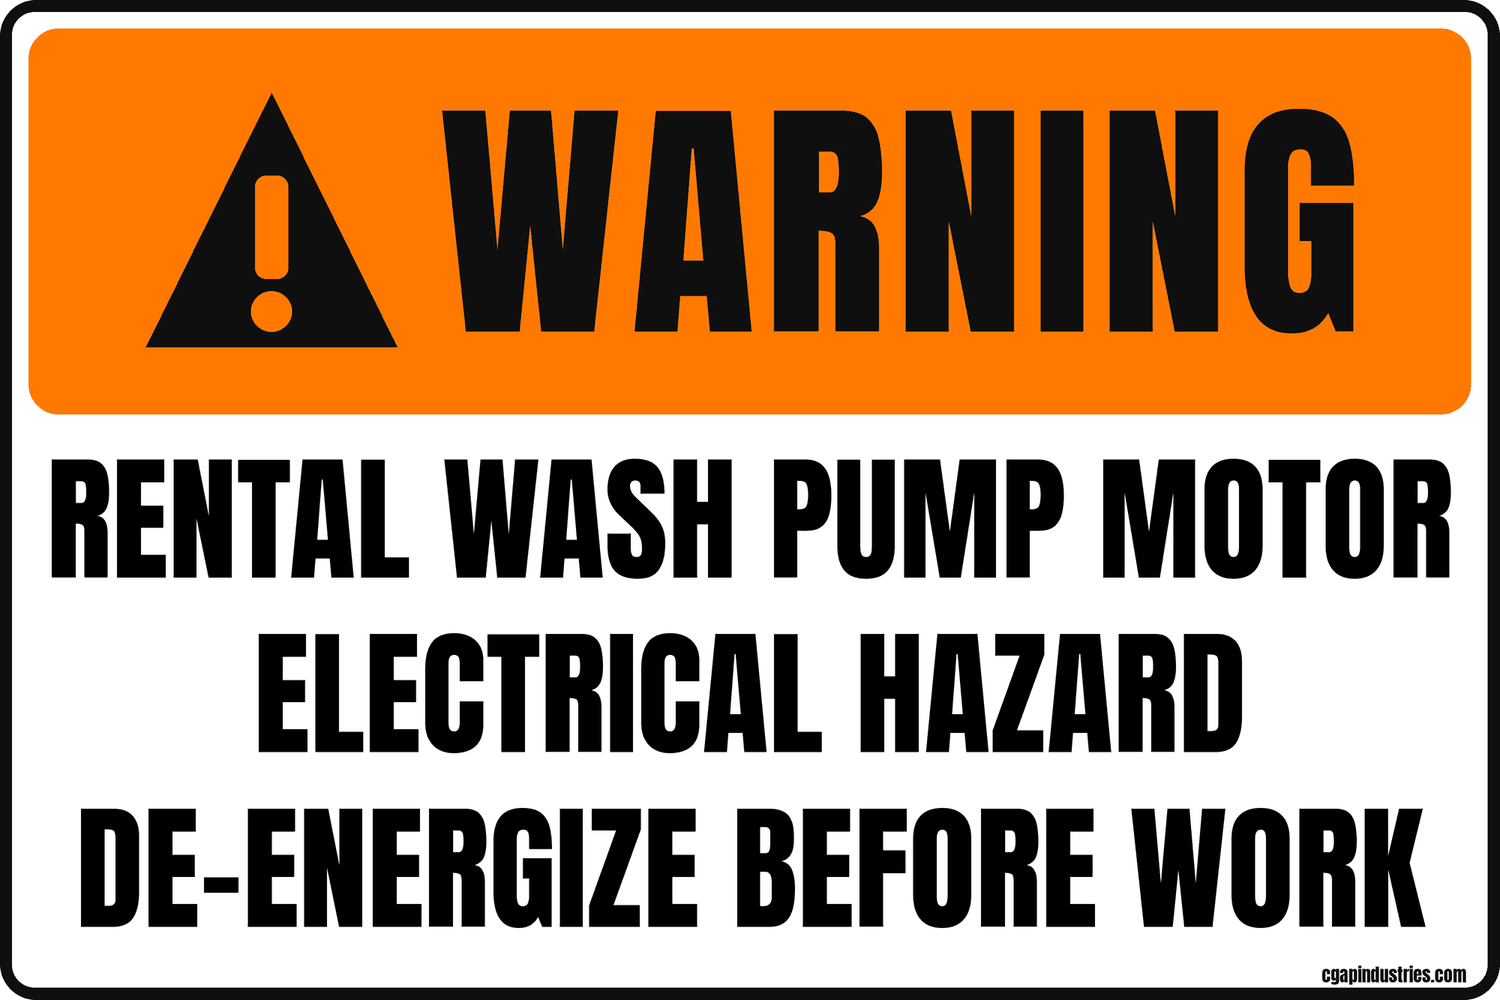 WARNING
RENTAL WASH PUMP MOTOR
ELECTRICAL HAZARD
DE-ENERGIZE BEFORE WORK
cgapindustries.com